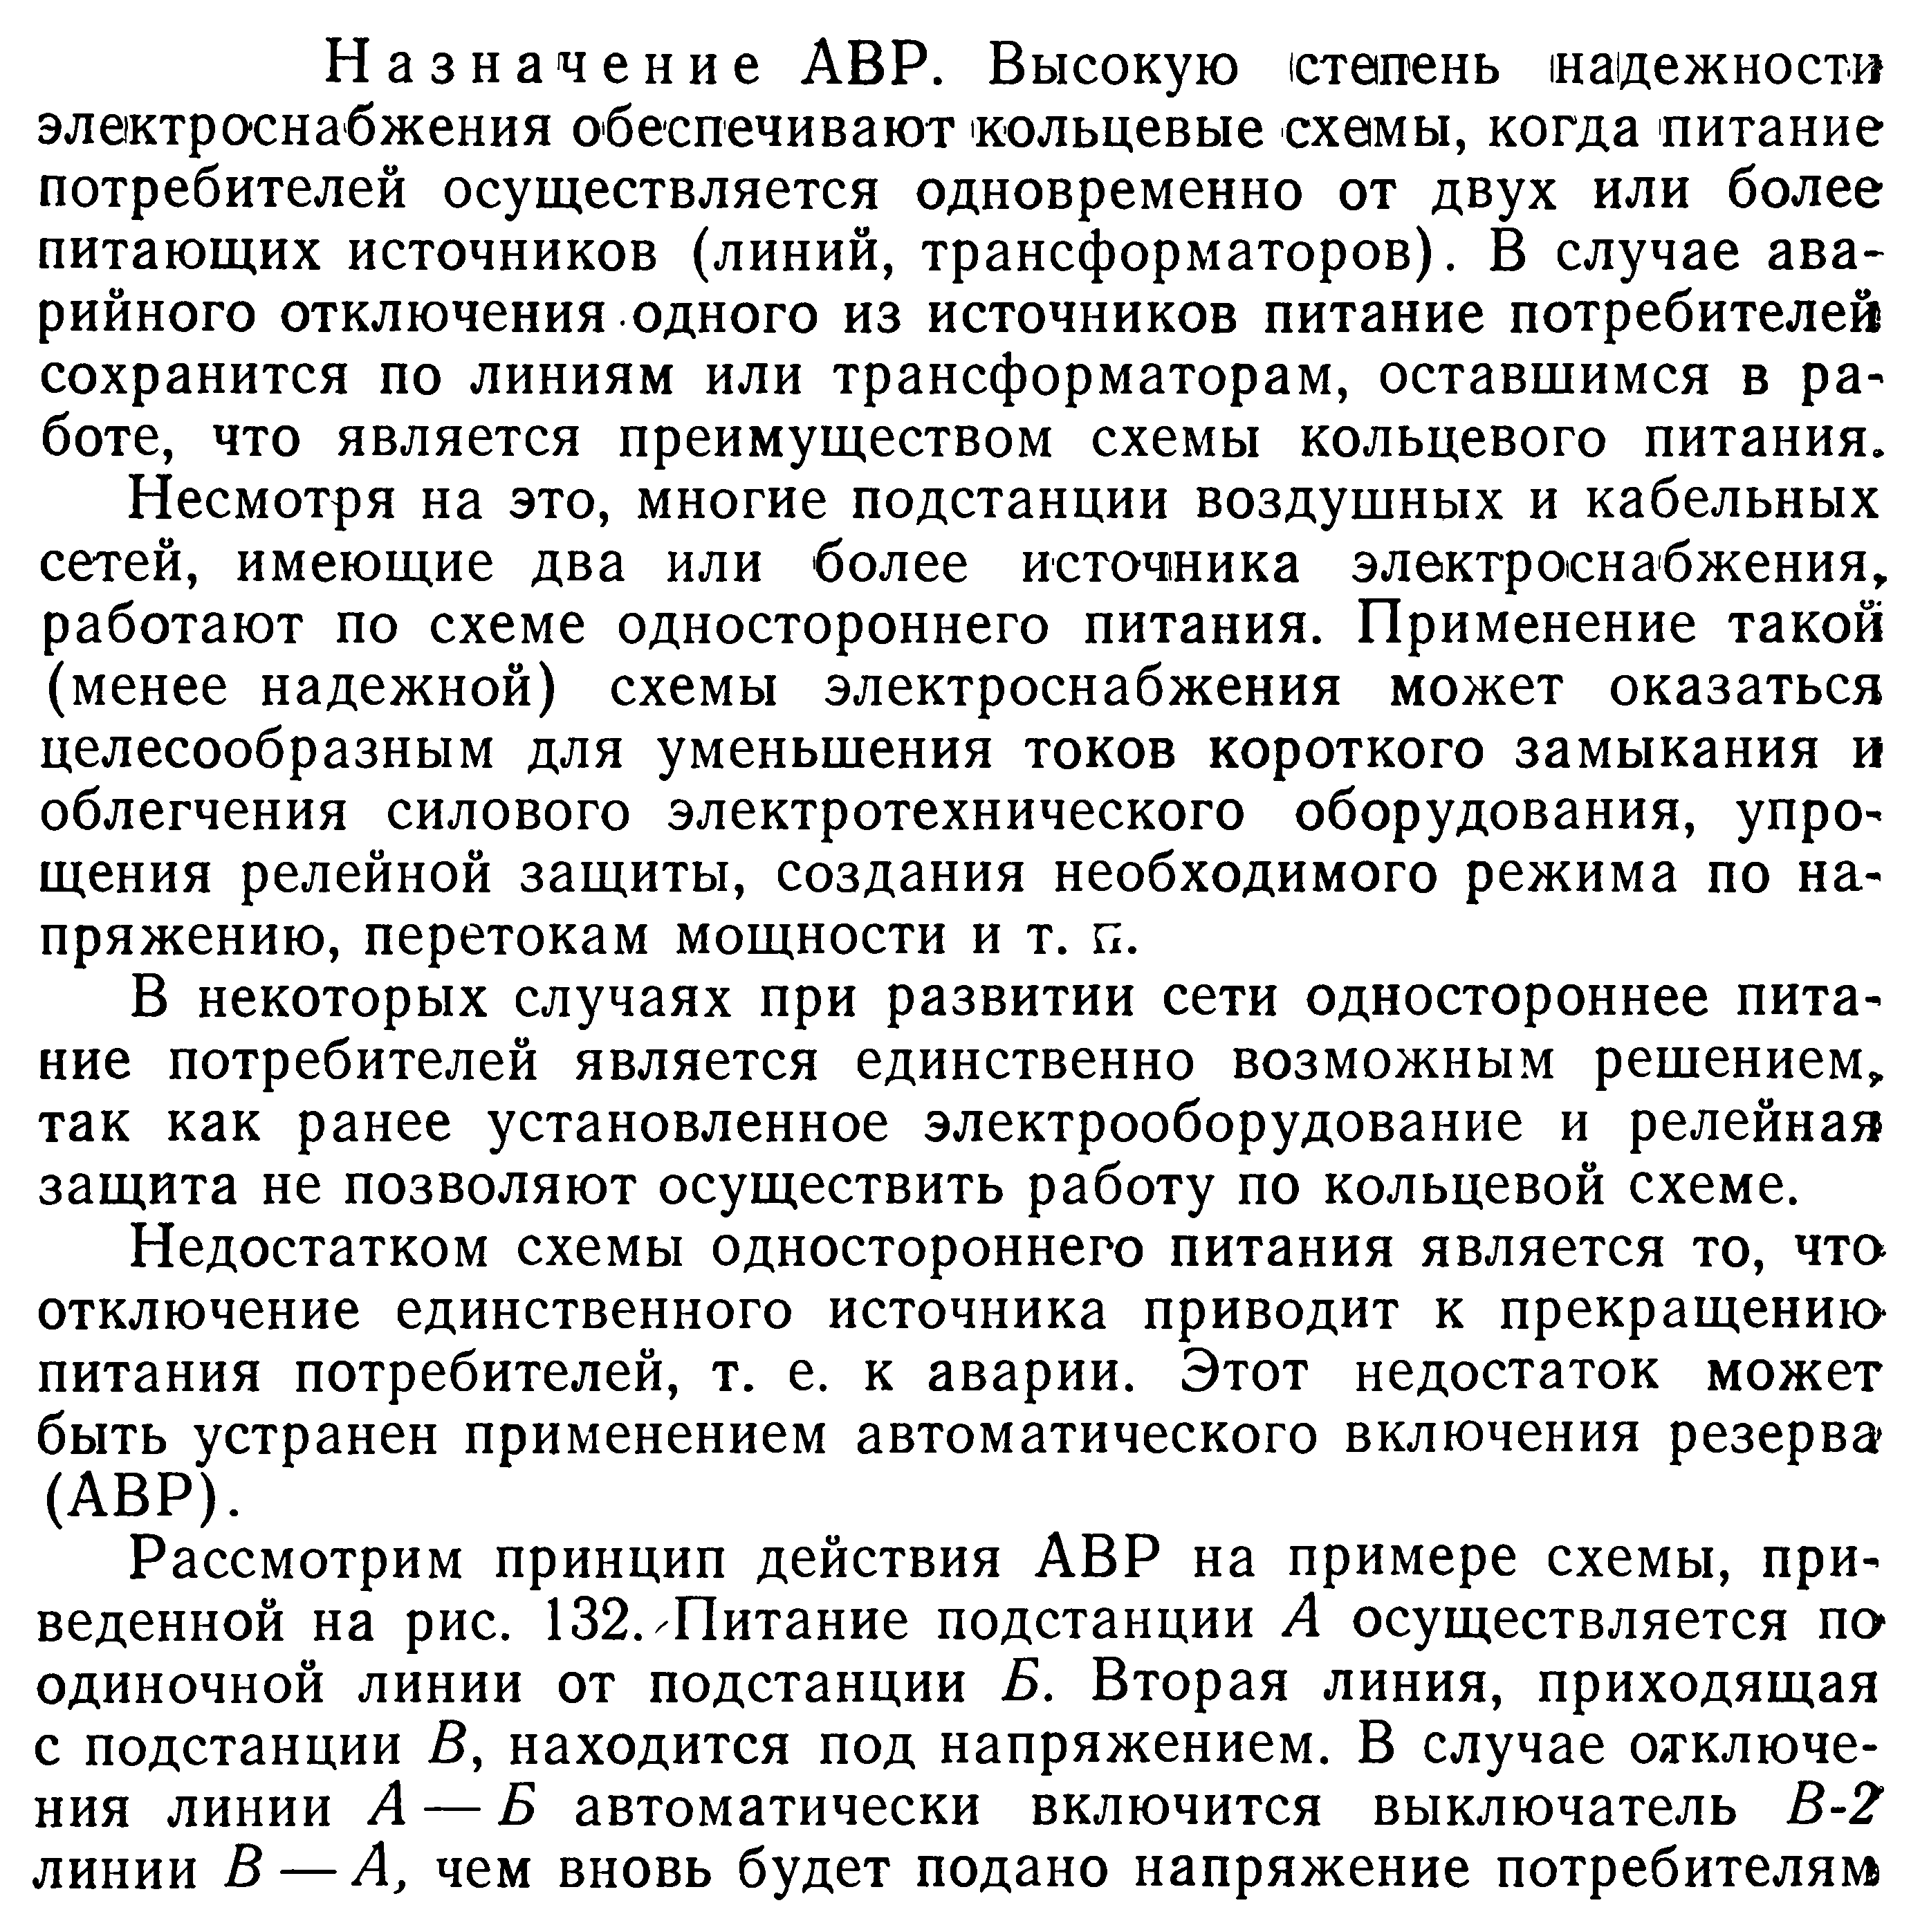 Назначение АВР. Высокую степень надежности
электроснабжения обеспечивают кольцевые схемы, когда питание
потребителей осуществляется одновременно от двух или более
питающих источников (линий, трансформаторов). В случае ава-
рийного отключения одного из источников питание потребителей
сохранится по линиям или трансформаторам, оставшимся в ра-
боте, что является преимуществом схемы кольцевого питания.
Несмотря на это, многие подстанции воздушных и кабельных
сетей, имеющие два или более источника электроснабжения,
работают по схеме одностороннего питания. Применение такой
(менее надежной) схемы электроснабжения может оказаться
целесообразным для уменьшения токов короткого замыкания и
облегчения силового электротехнического оборудования, упро-
щения релейной защиты, создания необходимого режима по на-
пряжению, перетокам мощности и т. п.
В некоторых случаях при развитии сети одностороннее пита-
ние потребителей является единственно возможным решением,
так как ранее установленное электрооборудование и релейная
защита не позволяют осуществить работу по кольцевой схеме.
Недостатком схемы одностороннего питания является то, что
отключение единственного источника приводит к прекращению
питания потребителей, т. е. к аварии. Этот недостаток может
быть устранен применением автоматического включения резерва
(АВР).
Рассмотрим принцип действия АВР на примере схемы, при-
веденной на рис. 132. Питание подстанции А осуществляется по
одиночной линии от подстанции Б. Вторая линия, приходящая
с подстанции В, находится под напряжением. В случае отключе-
ния линии А — Б автоматически включится выключатель В-2
линии В — А, чем вновь будет подано напряжение потребителям